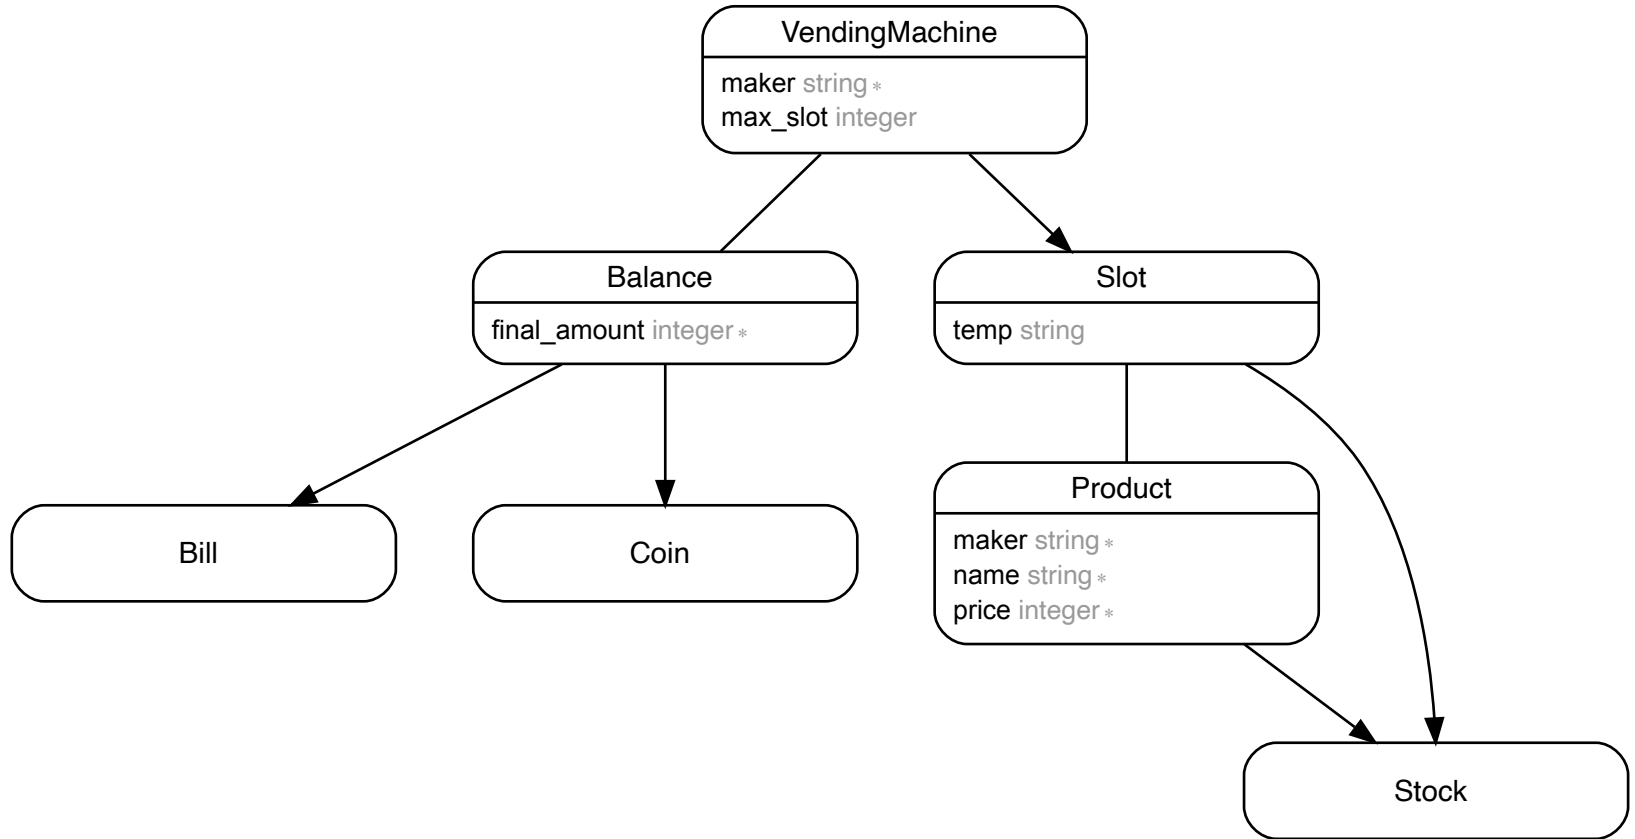 VendingMachine
maker string *
max_slot integer
Balance
final_amount integer *
Slot
temp string
Bill
Coin
Product
maker string *
name string *
price integer *
Stock